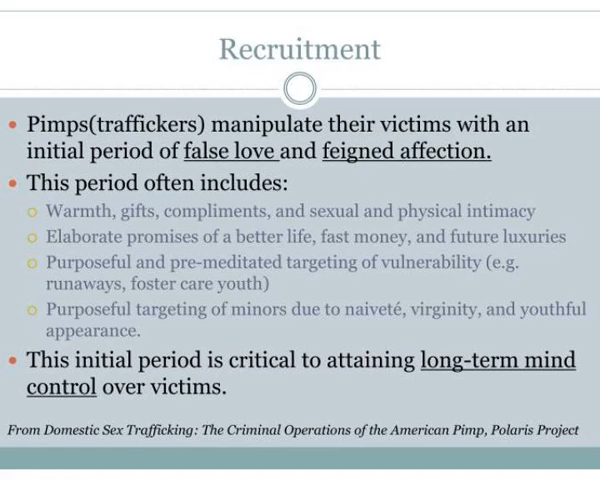 Recruitment
Pimps(traffickers) manipulate their victims with an
initial period of false love and feigned affection.
This period often includes:
Warmth, gifts, compliments, and sexual and physical intimacy
Elaborate promises of a better life, fast money, and future luxuries
Purposeful and pre-meditated targeting of vulnerability (e.g.
runaways, foster care youth)
Purposeful targeting of minors due to naiveté, virginity, and youthful
appearance.
This initial period is critical to attaining long-term mind
control over victims.
From Domestic Sex Trafficking: The Criminal Operations of the American Pimp, Polaris Project